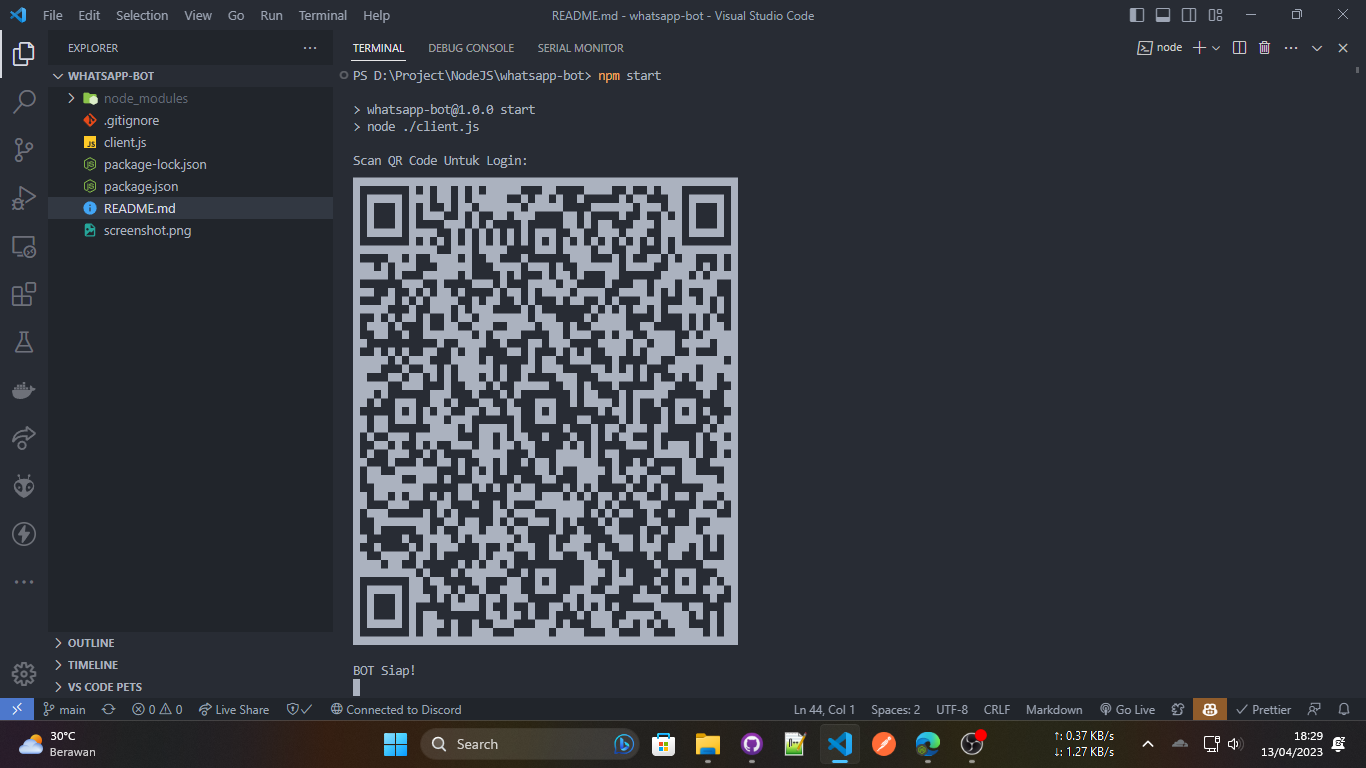 File Edit Selection View Go Run Terminal Help
README.md - whatsapp-bot - Visual Studio Code
EXPLORER
WHATSAPP-BOT
node_modules
.gitignore
client.js
package-lock.json
package.json
README.md
screenshot.png
OUTLINE
TIMELINE
VS CODE PETS
TERMINAL DEBUG CONSOLE SERIAL MONITOR
node
PS D:\Project\NodeJS\whatsapp-bot> npm start
> whatsapp-bot@1.0.0 start
> node ./client.js
Scan QR Code Untuk Login:
BOT Siap!
main 0 0 Live Share Connected to Discord
Ln 44, Col 1 Spaces: 2 UTF-8 CRLF Markdown Go Live Prettier
30°C
Berawan
Search
↑: 0.37 KB/s
↓: 1.27 KB/s
18:29
13/04/2023